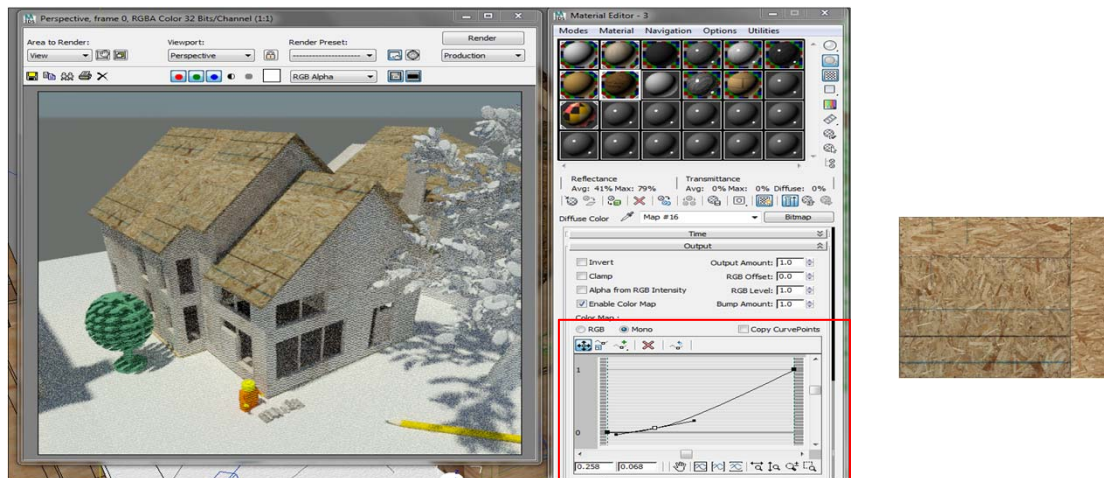 Perspective, frame 0, RGBA Color 32 Bits/Channel (1:1)
Area to Render:
View
Viewport:
Perspective
Render Preset:
-----------------------
Render
Production
RGB Alpha
Material Editor - 3
Modes Material Navigation Options Utilities
Reflectance
Avg: 41% Max: 79%
Transmittance
Avg: 0% Max: 0% Diffuse: 0%
Diffuse Color
Map #16
Bitmap
Time
Output
Invert
Output Amount: 1.0
Clamp
RGB Offset: 0.0
Alpha from RGB Intensity
RGB Level: 1.0
Enable Color Map
Bump Amount: 1.0
Color Map :
RGB Mono Copy CurvePoints
1
0
0.258 0.068